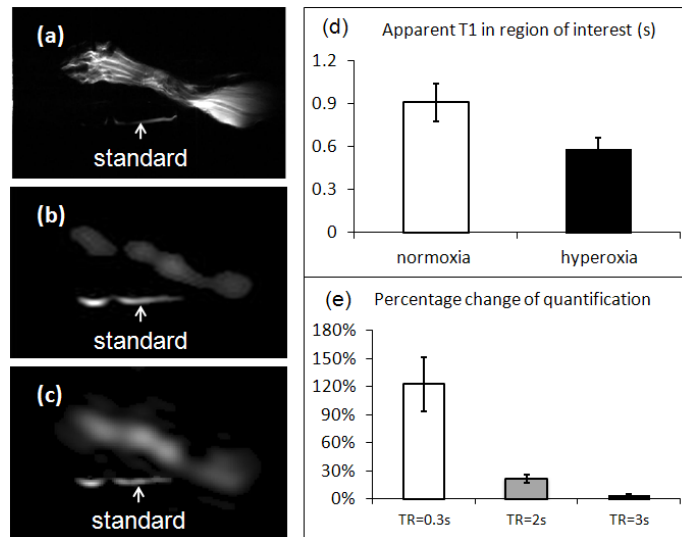 (a)
standard
(b)
standard
(c)
standard
(d) Apparent T1 in region of interest (s)
1.2
0.9
0.6
0.3
0
normoxia hyperoxia
(e) Percentage change of quantification
180%
150%
120%
90%
60%
30%
0%
TR=0.3s TR=2s TR=3s